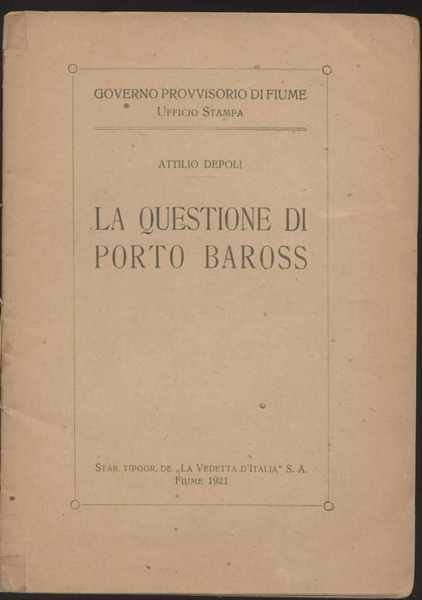 GOVERNO PROVVISORIO DI FIUME
UFFICIO STAMPA
ATTILIO DEPOLI
LA QUESTIONE DI
PORTO BAROSS
STAB. TIPOGR. DE „LA VEDETTA D'ITALIA" S. A.
FIUME 1921